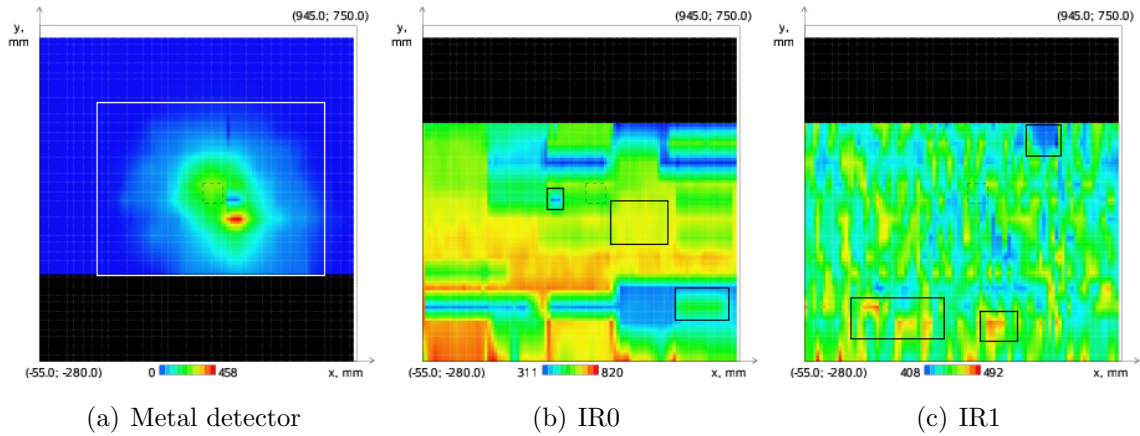 (945.0; 750.0)
y,
mm
(-55.0; -280.0)
0
458
x, mm
(a) Metal detector
(945.0; 750.0)
y,
mm
(-55.0; -280.0)
311
820
x, mm
(b) IR0
(945.0; 750.0)
y,
mm
(-55.0; -280.0)
408
492
x, mm
(c) IR1